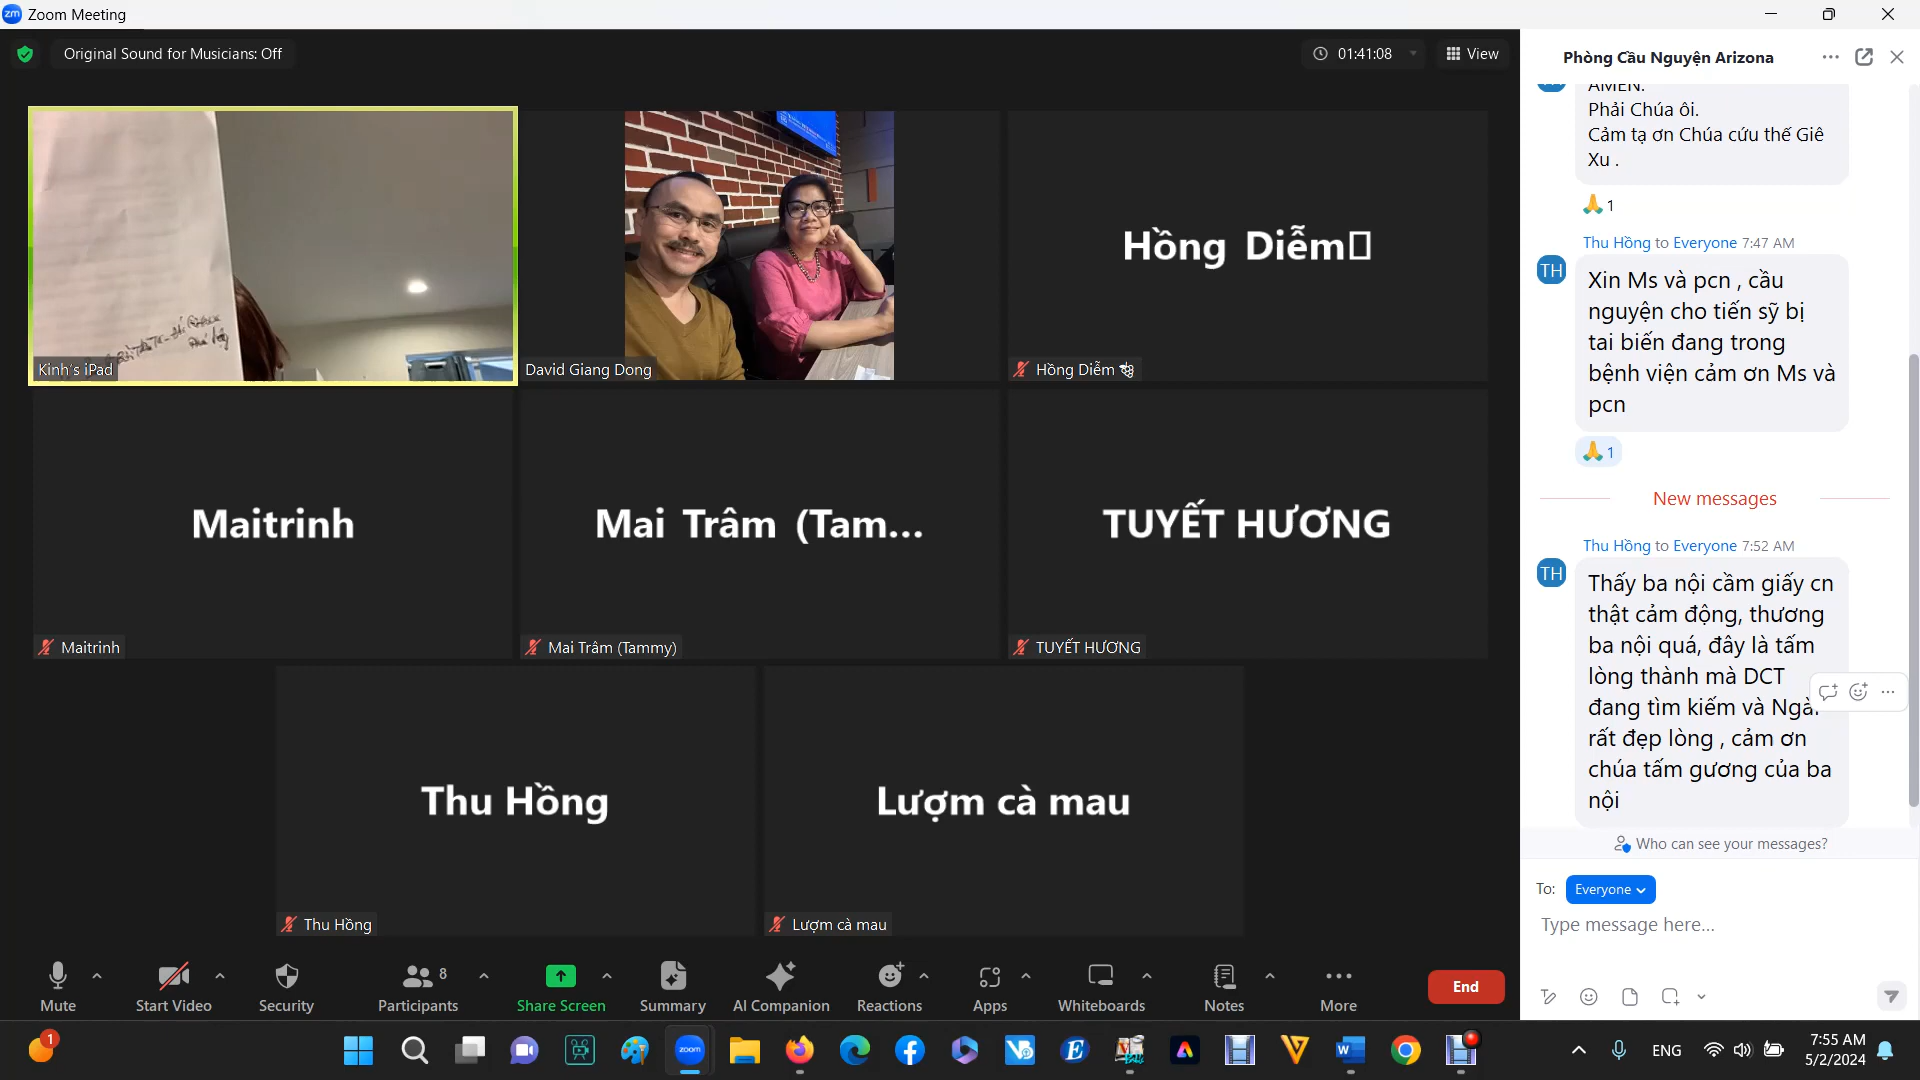 Zoom Meeting
Original Sound for Musicians: Off
01:41:08
View
Kinh's iPad
David Giang Dong
Hồng Diễm
Hồng Diễm
Maitrinh
Maitrinh
Mai Trâm (Tam...
Mai Trâm (Tammy)
TUYẾT HƯƠNG
TUYẾT HƯƠNG
Thu Hồng
Thu Hồng
Lượm cà mau
Lượm cà mau
Phòng Cầu Nguyện Arizona
AMEN.
Phải Chúa ôi.
Cảm tạ ơn Chúa cứu thế Giê
Xu .
🙏 1
Thu Hồng to Everyone 7:47 AM
TH
Xin Ms và pcn , cầu
nguyện cho tiến sỹ bị
tai biến đang trong
bệnh viện cảm ơn Ms và
pcn
🙏 1
New messages
Thu Hồng to Everyone 7:52 AM
TH
Thấy ba nội cầm giấy cn
thật cảm động, thương
ba nội quá, đây là tấm
lòng thành mà DCT
đang tìm kiếm và Ngài
rất đẹp lòng , cảm ơn
chúa tấm gương của ba
nội
Who can see your messages?
To: Everyone
Type message here...
Mute
Start Video
Security
Participants 8
Share Screen
Summary
AI Companion
Reactions
Apps
Whiteboards
Notes
More
End
1
zoom
ENG
7:55 AM
5/2/2024